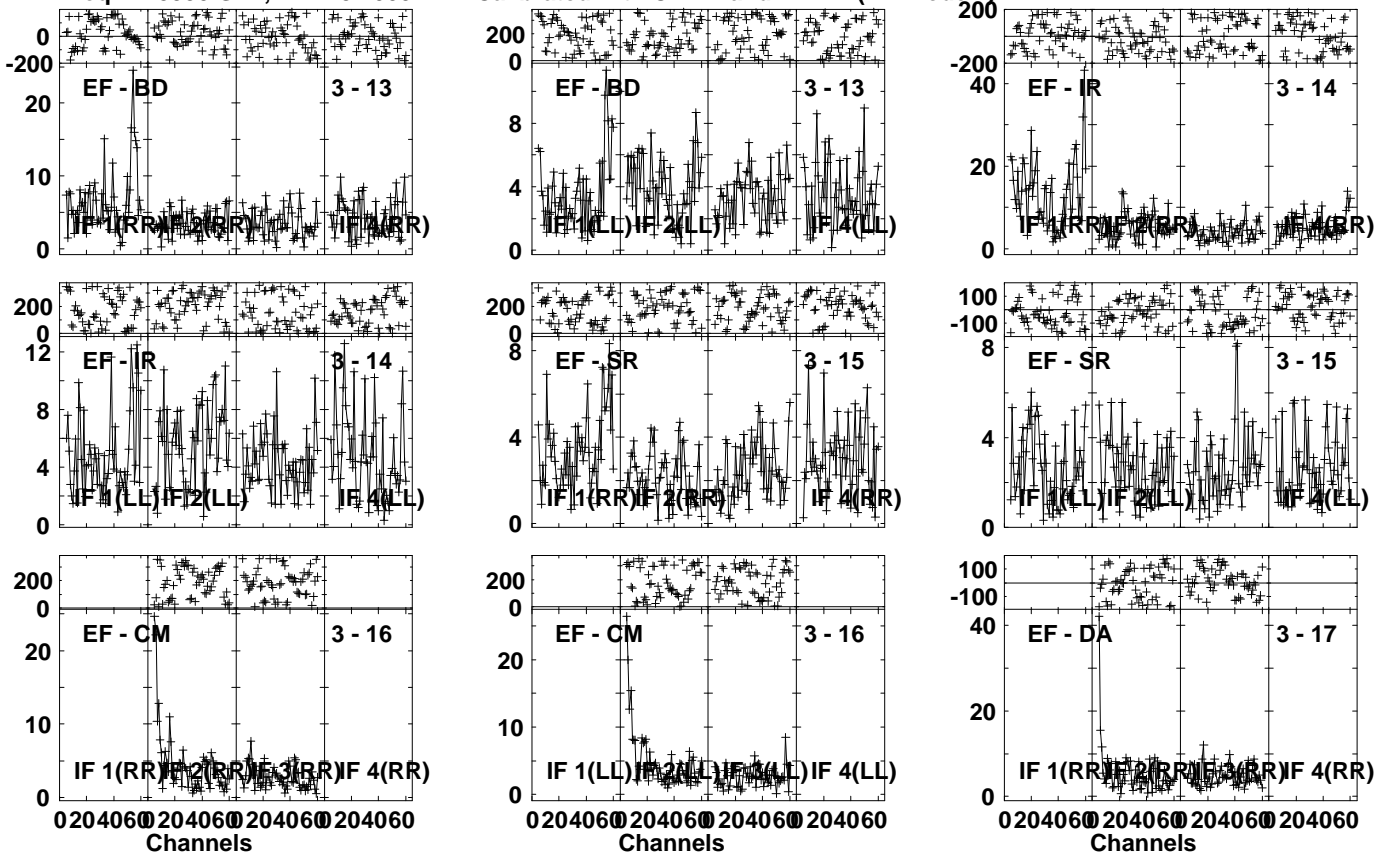 0
-200
EF - BD 3 - 13
20
10
0
IF 1(RR) IF 2(RR) IF 4(RR)
200
0
EF - BD 3 - 13
8
4
0
IF 1(LL) IF 2(LL) IF 4(LL)
200
-200
EF - IR 3 - 14
40
20
0
IF 1(RR) IF 2(RR) IF 4(RR)
200
0
EF - IR 3 - 14
12
8
4
0
IF 1(LL) IF 2(LL) IF 4(LL)
200
0
EF - SR 3 - 15
8
4
0
IF 1(RR) IF 2(RR) IF 4(RR)
100
-100
EF - SR 3 - 15
8
4
0
IF 1(LL) IF 2(LL) IF 4(LL)
200
0
EF - CM 3 - 16
20
10
0
IF 1(RR) IF 2(RR) IF 3(RR) IF 4(RR)
0 20 40 60 0 20 40 60 0 20 40 60 0 20 40 60
Channels
200
0
EF - CM 3 - 16
20
10
0
IF 1(LL) IF 2(LL) IF 3(LL) IF 4(LL)
0 20 40 60 0 20 40 60 0 20 40 60 0 20 40 60
Channels
100
-100
EF - DA 3 - 17
40
20
0
IF 1(RR) IF 2(RR) IF 3(RR) IF 4(RR)
0 20 40 60 0 20 40 60 0 20 40 60 0 20 40 60
Channels